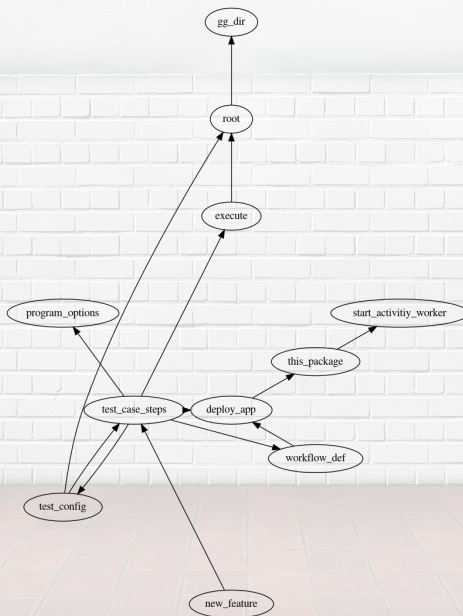 gg_dir
root
execute
program_options
start_activitiy_worker
this_package
test_case_steps
deploy_app
workflow_def
test_config
new_feature